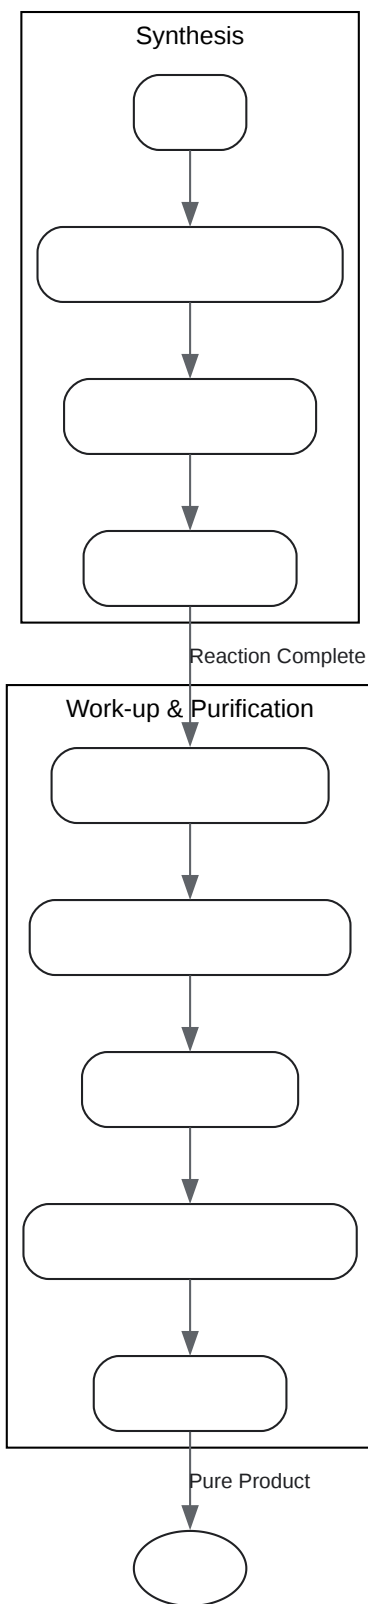 Synthesis
Reaction Complete
Work-up & Purification
Pure Product